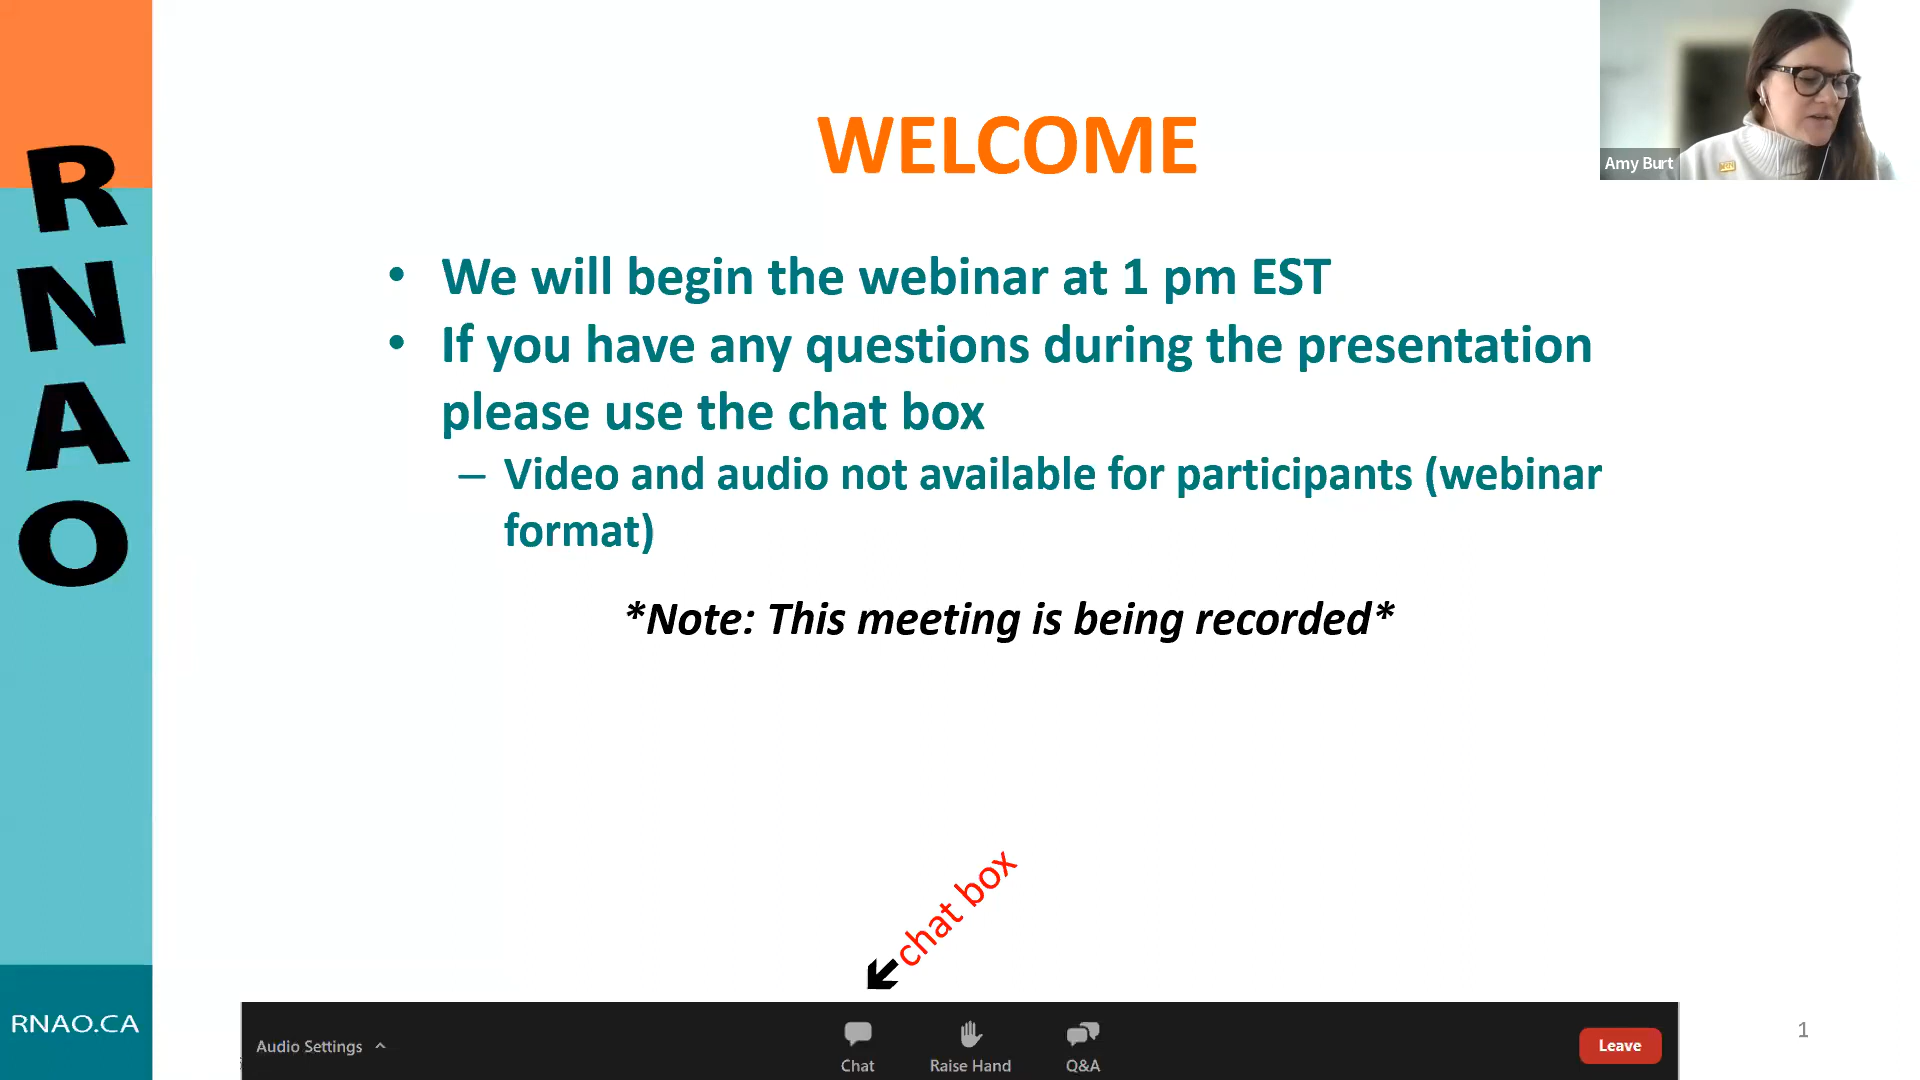 RNAO
WELCOME
Amy Burt
• We will begin the webinar at 1 pm EST
• If you have any questions during the presentation
please use the chat box
– Video and audio not available for participants (webinar
format)
*Note: This meeting is being recorded*
chat box
RNAO.CA
Audio Settings
Chat
Raise Hand
Q&A
Leave
1